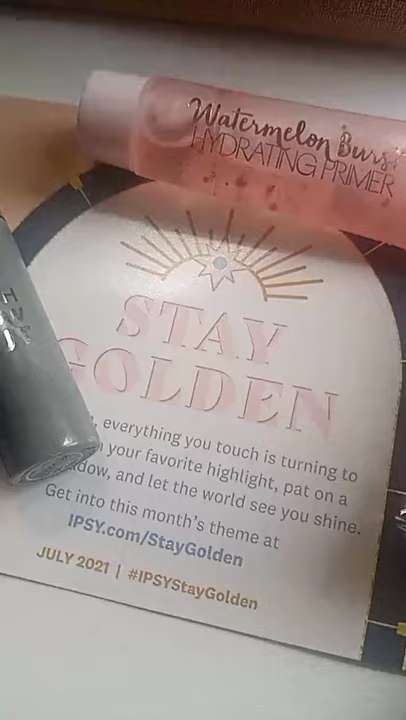 Watermelon Burst
HYDRATING PRIMER
STAY
GOLDEN
, everything you touch is turning to
your favorite highlight, pat on a
and let the world see you shine.
Get into this month's theme at
IPSY.com/StayGolden
JULY 2021 | #IPSYStayGolden